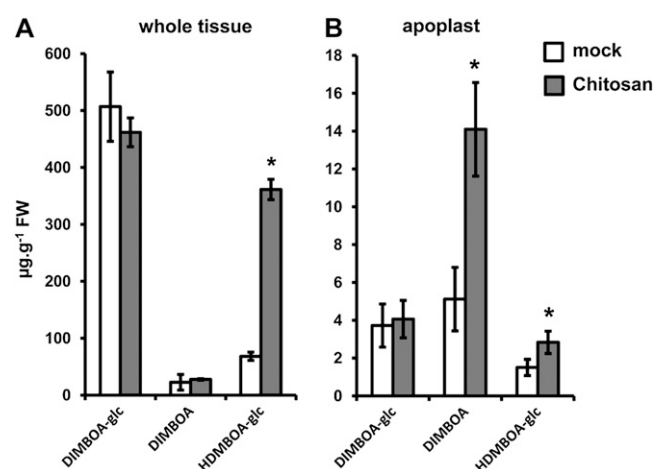 A whole tissue
600
500
400
300
200
100
0
µg.g-1 FW
*
DIMBOA-glc
DIMBOA
HDMBOA-glc
B apoplast
18
16
14
12
10
8
6
4
2
0
*
*
DIMBOA-glc
DIMBOA
HDMBOA-glc
mock
Chitosan